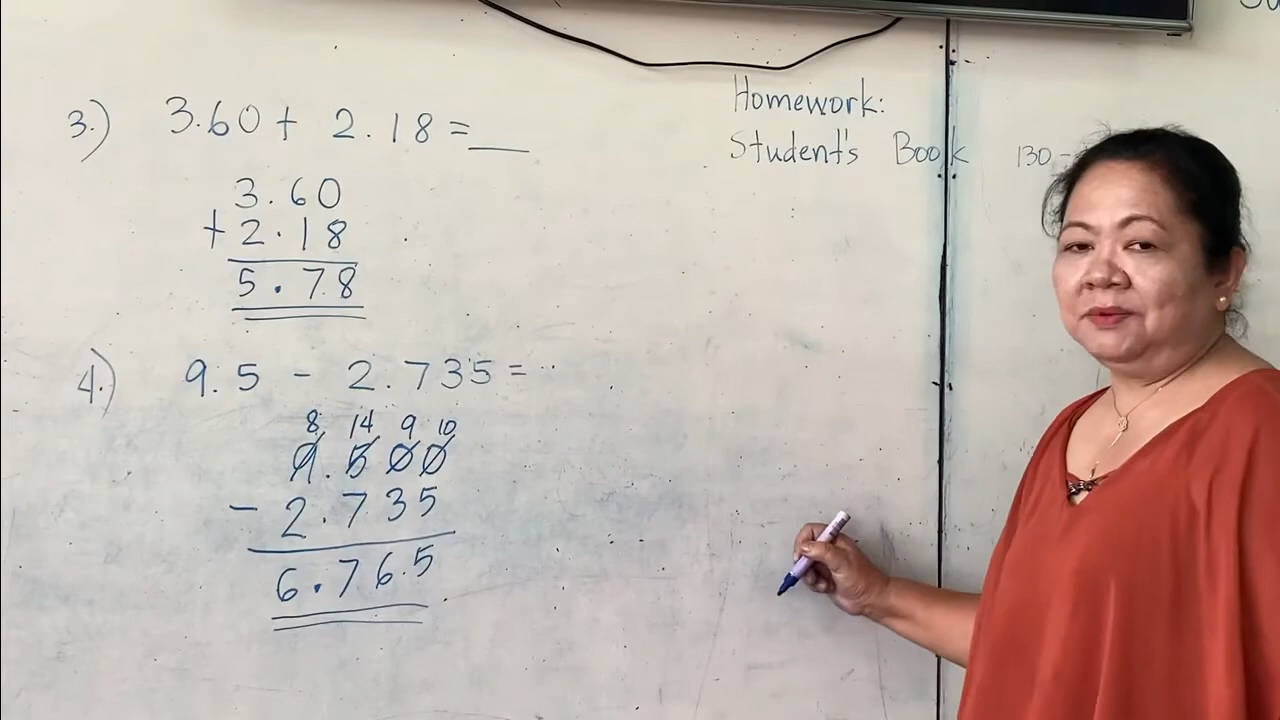 3.) 3.60 + 2.18 = ___
3.60
+ 2.18
5.78
4.) 9.5 - 2.735 =
8 14 9 10
9.500
- 2.735
6.765
Homework:
Student's Book 130 -